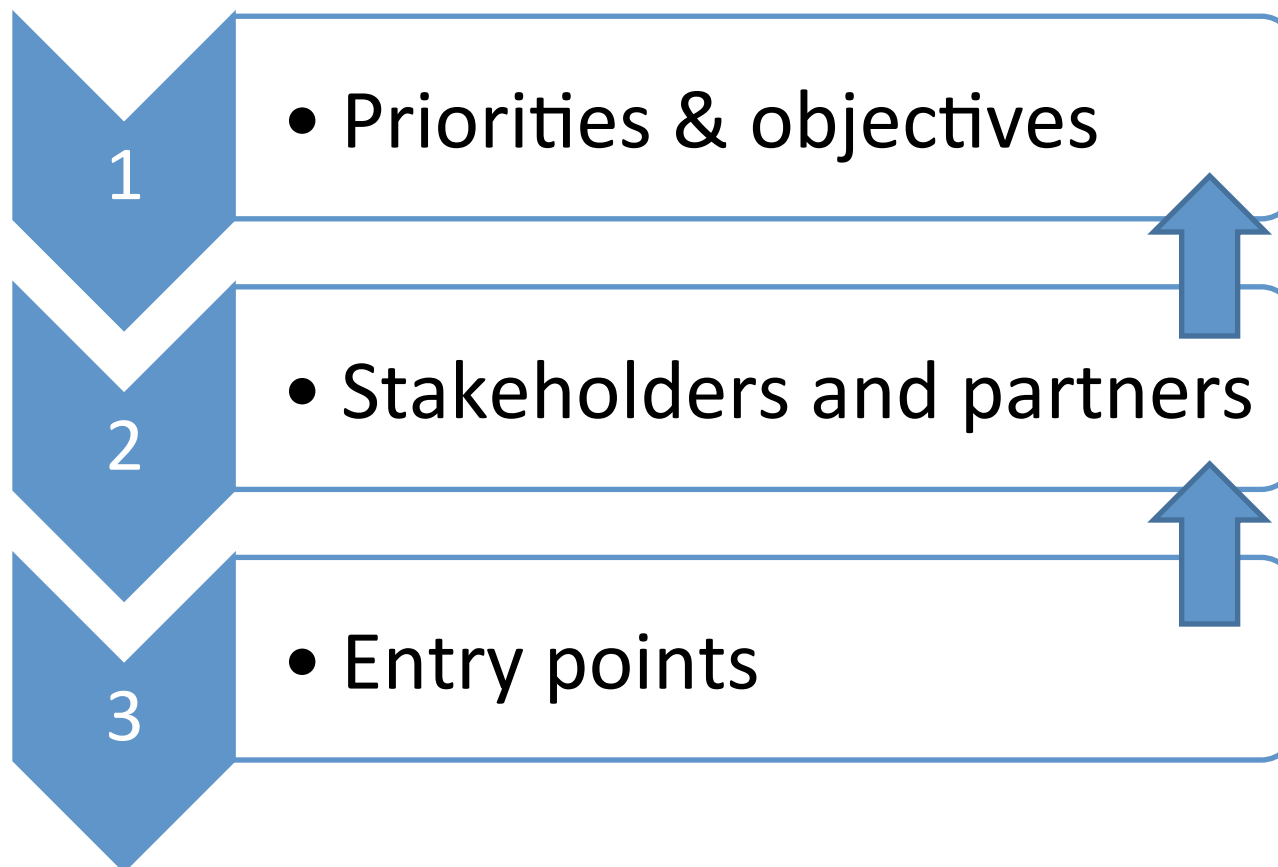 1
• Priorities & objectives
2
• Stakeholders and partners
3
• Entry points